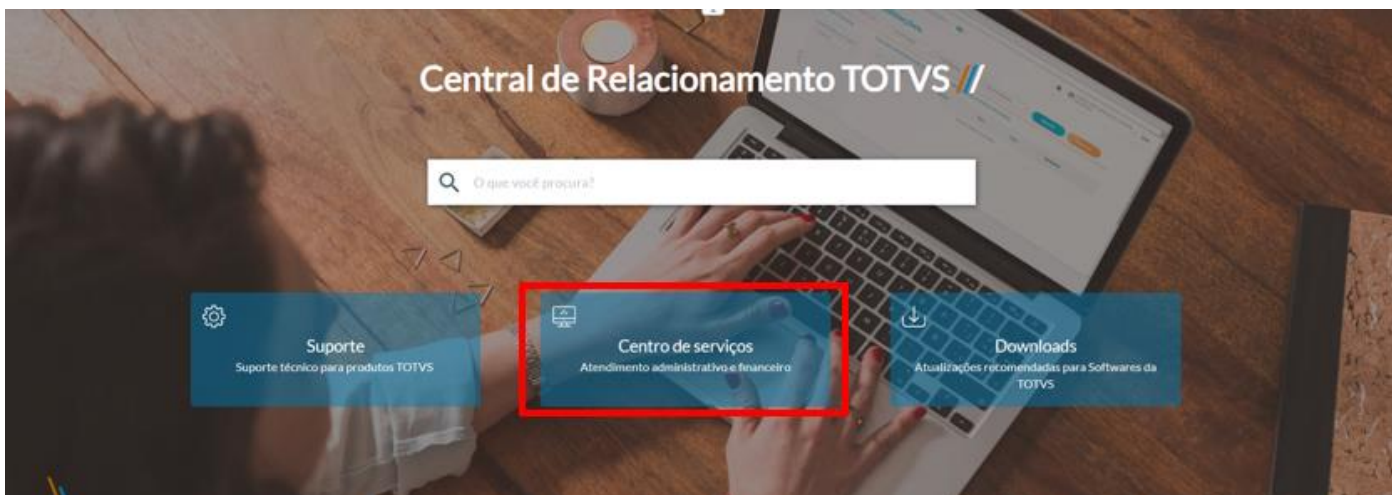 Central de Relacionamento TOTVS
O que você procura?
Suporte
Suporte técnico para produtos TOTVS
Centro de serviços
Atendimento administrativo e financeiro
Downloads
Atualizações recomendadas para Softwares da
TOTVS